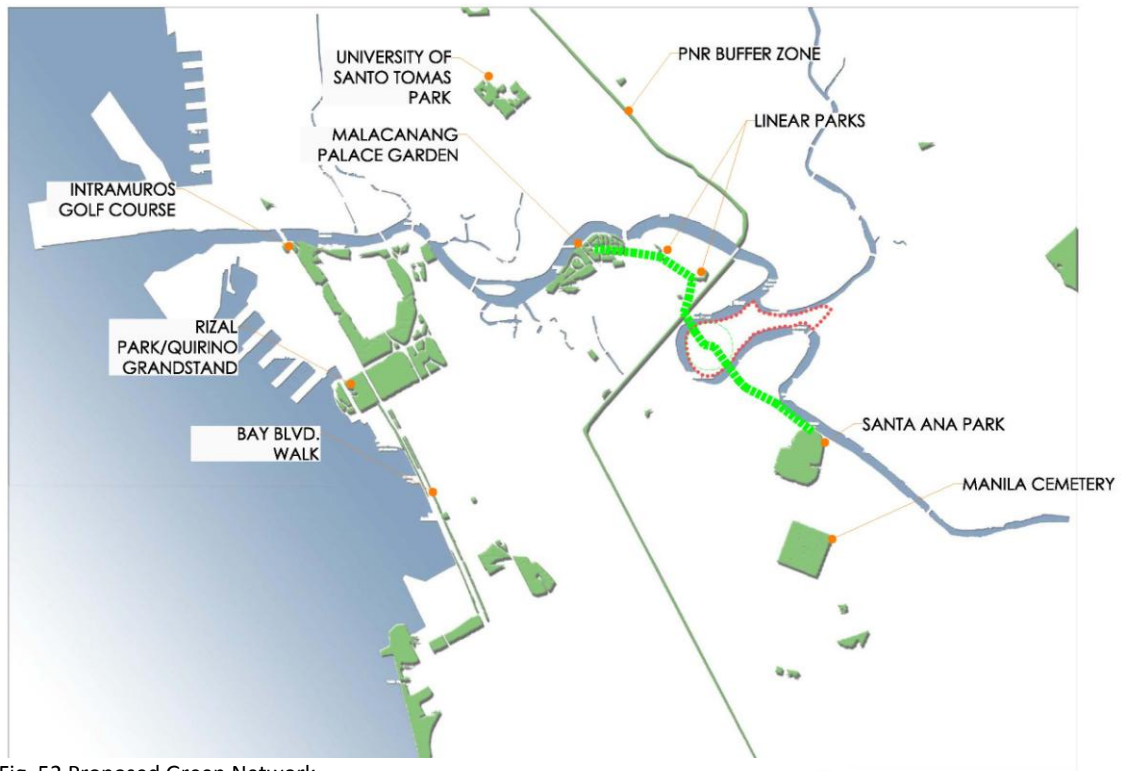 UNIVERSITY OF
SANTO TOMAS
PARK
PNR BUFFER ZONE
MALACANANG
PALACE GARDEN
LINEAR PARKS
INTRAMUROS
GOLF COURSE
RIZAL
PARK/QUIRINO
GRANDSTAND
BAY BLVD.
WALK
SANTA ANA PARK
MANILA CEMETERY